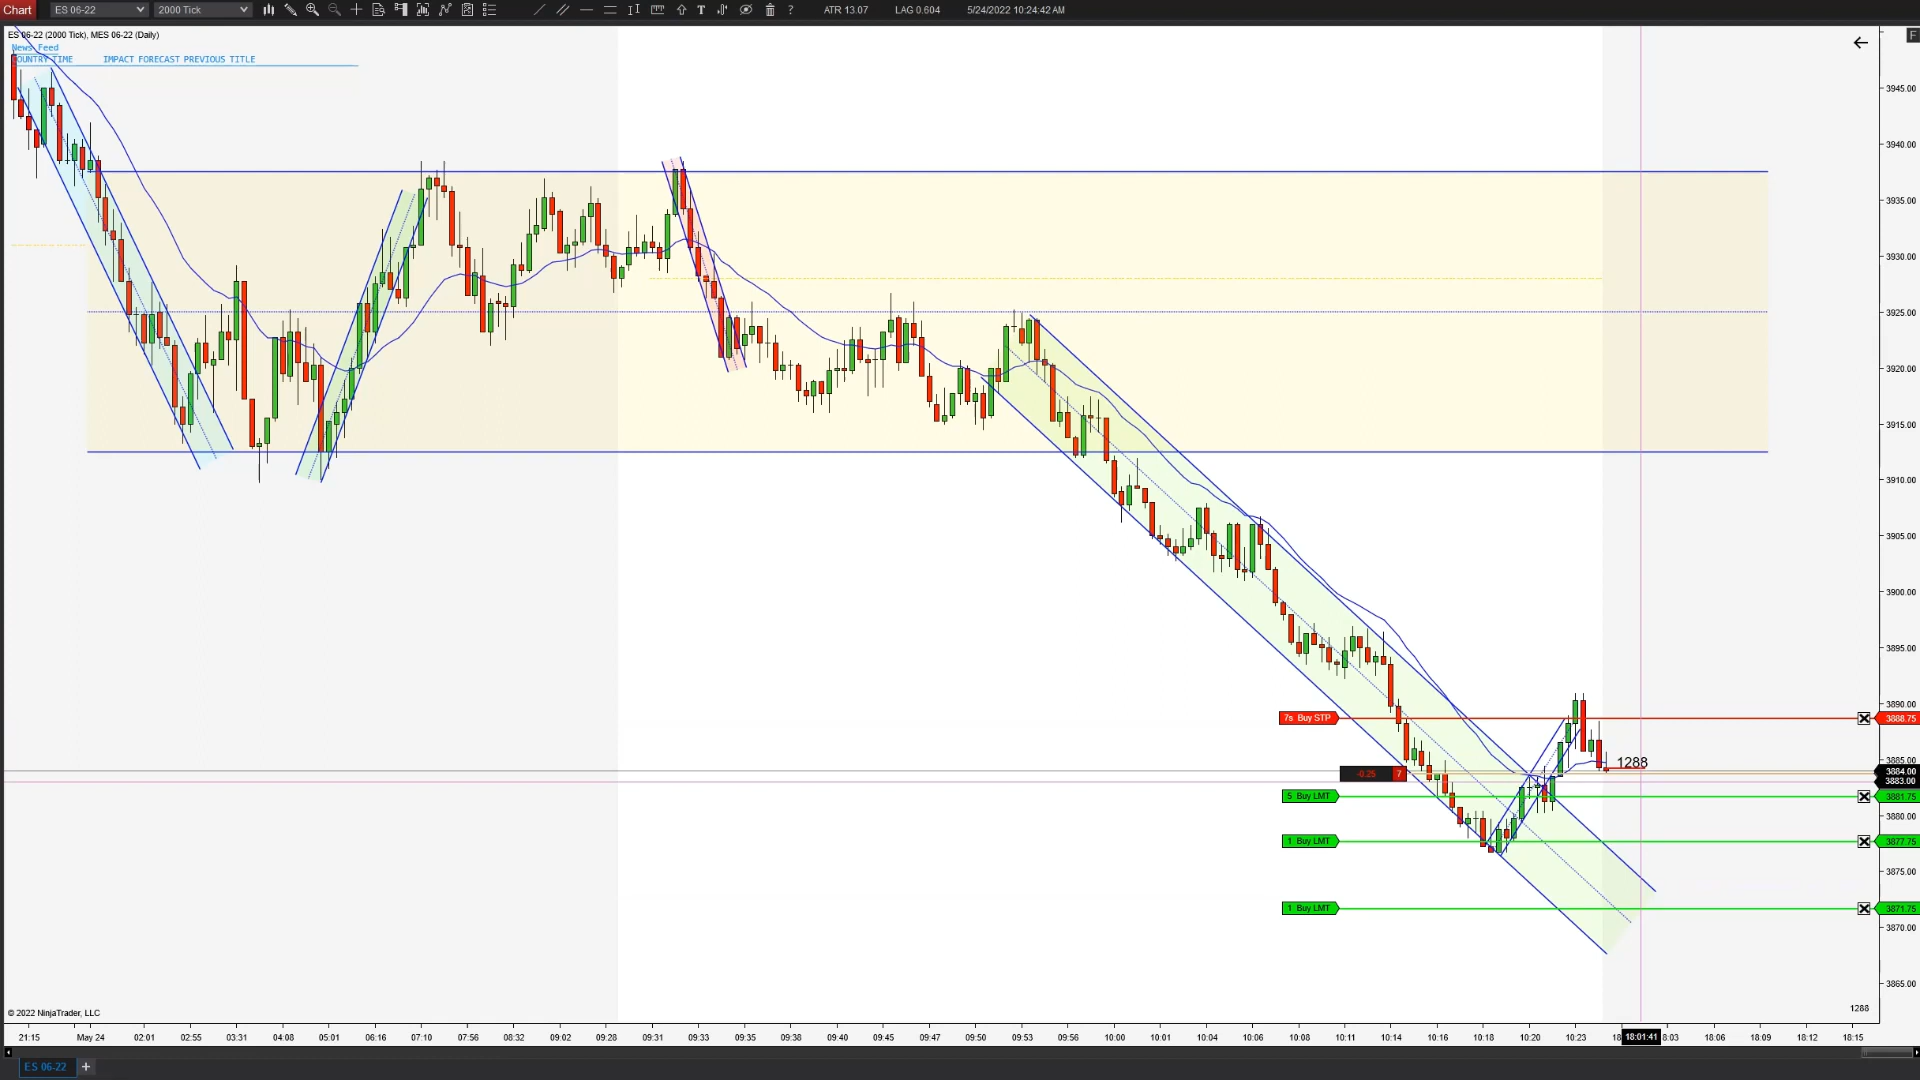 Chart ES 06-22 2000 Tick T ? ATR 13.07 LAG 0.604 5/24/2022 10:24:42 AM
ES 06-22 (2000 Tick), MES 06-22 (Daily)
F
News Feed
COUNTRY TIME IMPACT FORECAST PREVIOUS TITLE
3945.00
3940.00
3935.00
3930.00
3925.00
3920.00
3915.00
3910.00
3905.00
3900.00
3895.00
3890.00
7s Buy STP 3888.75
1288
3885.00
-0.25 7 3884.00
3883.00
5 Buy LMT 3881.75
3880.00
1 Buy LMT 3877.75
3875.00
1 Buy LMT 3871.75
3870.00
3865.00
© 2022 NinjaTrader, LLC 1288
21:15 May 24 02:01 02:55 03:31 04:08 05:01 06:16 07:10 08:32 09:02 09:28 09:31 09:33 09:35 09:38 09:40 09:45 09:47 09:50 09:53 09:56 10:00 10:01 10:04 10:06 10:08 10:11 10:14 10:16 10:18 10:20 10:23 18 18:01:41 8:03 18:06 18:09 18:12 18:15
ES 06-22 +